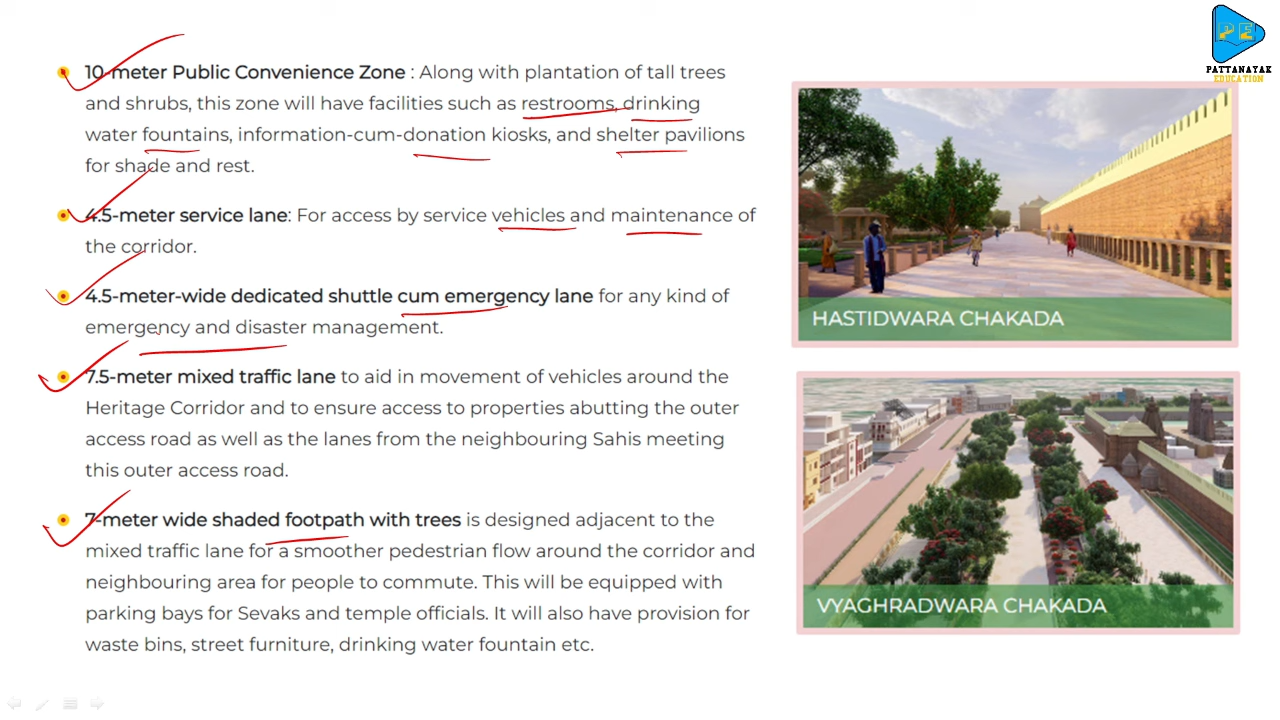 10-meter Public Convenience Zone : Along with plantation of tall trees
and shrubs, this zone will have facilities such as restrooms, drinking
water fountains, information-cum-donation kiosks, and shelter pavilions
for shade and rest.
4.5-meter service lane: For access by service vehicles and maintenance of
the corridor.
4.5-meter-wide dedicated shuttle cum emergency lane for any kind of
emergency and disaster management.
7.5-meter mixed traffic lane to aid in movement of vehicles around the
Heritage Corridor and to ensure access to properties abutting the outer
access road as well as the lanes from the neighbouring Sahis meeting
this outer access road.
7-meter wide shaded footpath with trees is designed adjacent to the
mixed traffic lane for a smoother pedestrian flow around the corridor and
neighbouring area for people to commute. This will be equipped with
parking bays for Sevaks and temple officials. It will also have provision for
waste bins, street furniture, drinking water fountain etc.
PE
PATTANAYAK
EDUCATION
HASTIDWARA CHAKADA
VYAGHRADWARA CHAKADA